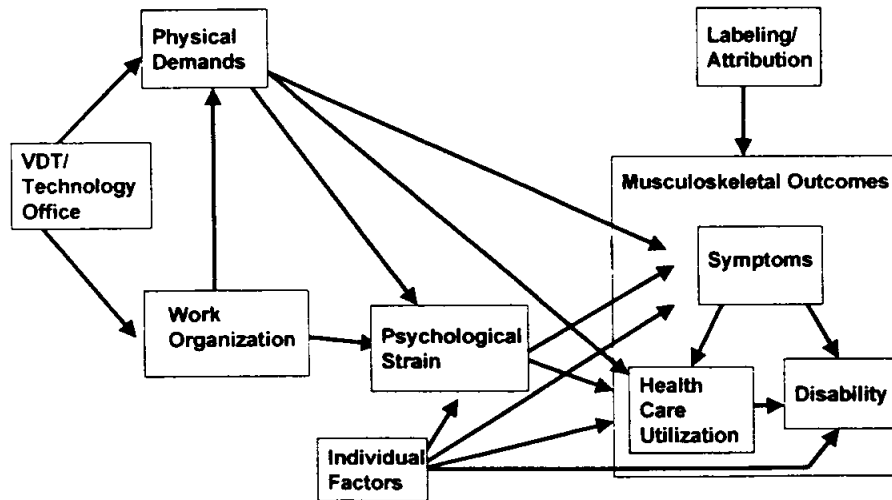 Physical
Demands
Labeling/
Attribution
VDT/
Technology
Office
Musculoskeletal Outcomes
Symptoms
Work
Organization
Psychological
Strain
Health
Care
Utilization
Disability
Individual
Factors